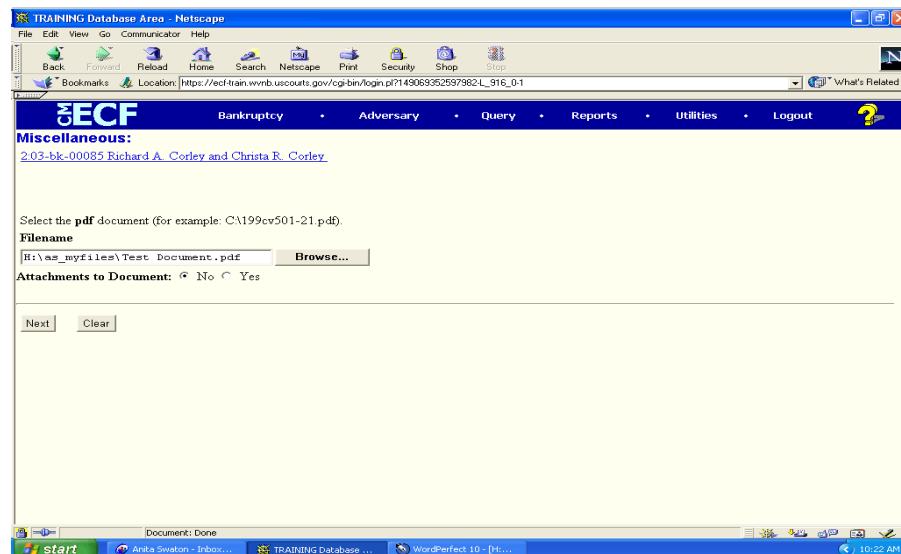 TRAINING Database Area - Netscape
File Edit View Go Communicator Help
Back Forward Reload Home Search Netscape Print Security Shop Stop
Bookmarks Location: https://ecf-train.wvnb.uscourts.gov/cgi-bin/login.pl?149069352597982-L_916_0-1 What's Related
CM ECF Bankruptcy • Adversary • Query • Reports • Utilities • Logout ?
Miscellaneous:
2:03-bk-00085 Richard A. Corley and Christa R. Corley
Select the pdf document (for example: C:\199cv501-21.pdf).
Filename
H:\as_myfiles\Test Document.pdf Browse...
Attachments to Document: No Yes
Next Clear
Document: Done
start Anita Swaton - Inbox... TRAINING Database ... WordPerfect 10 - [H:... 10:22 AM